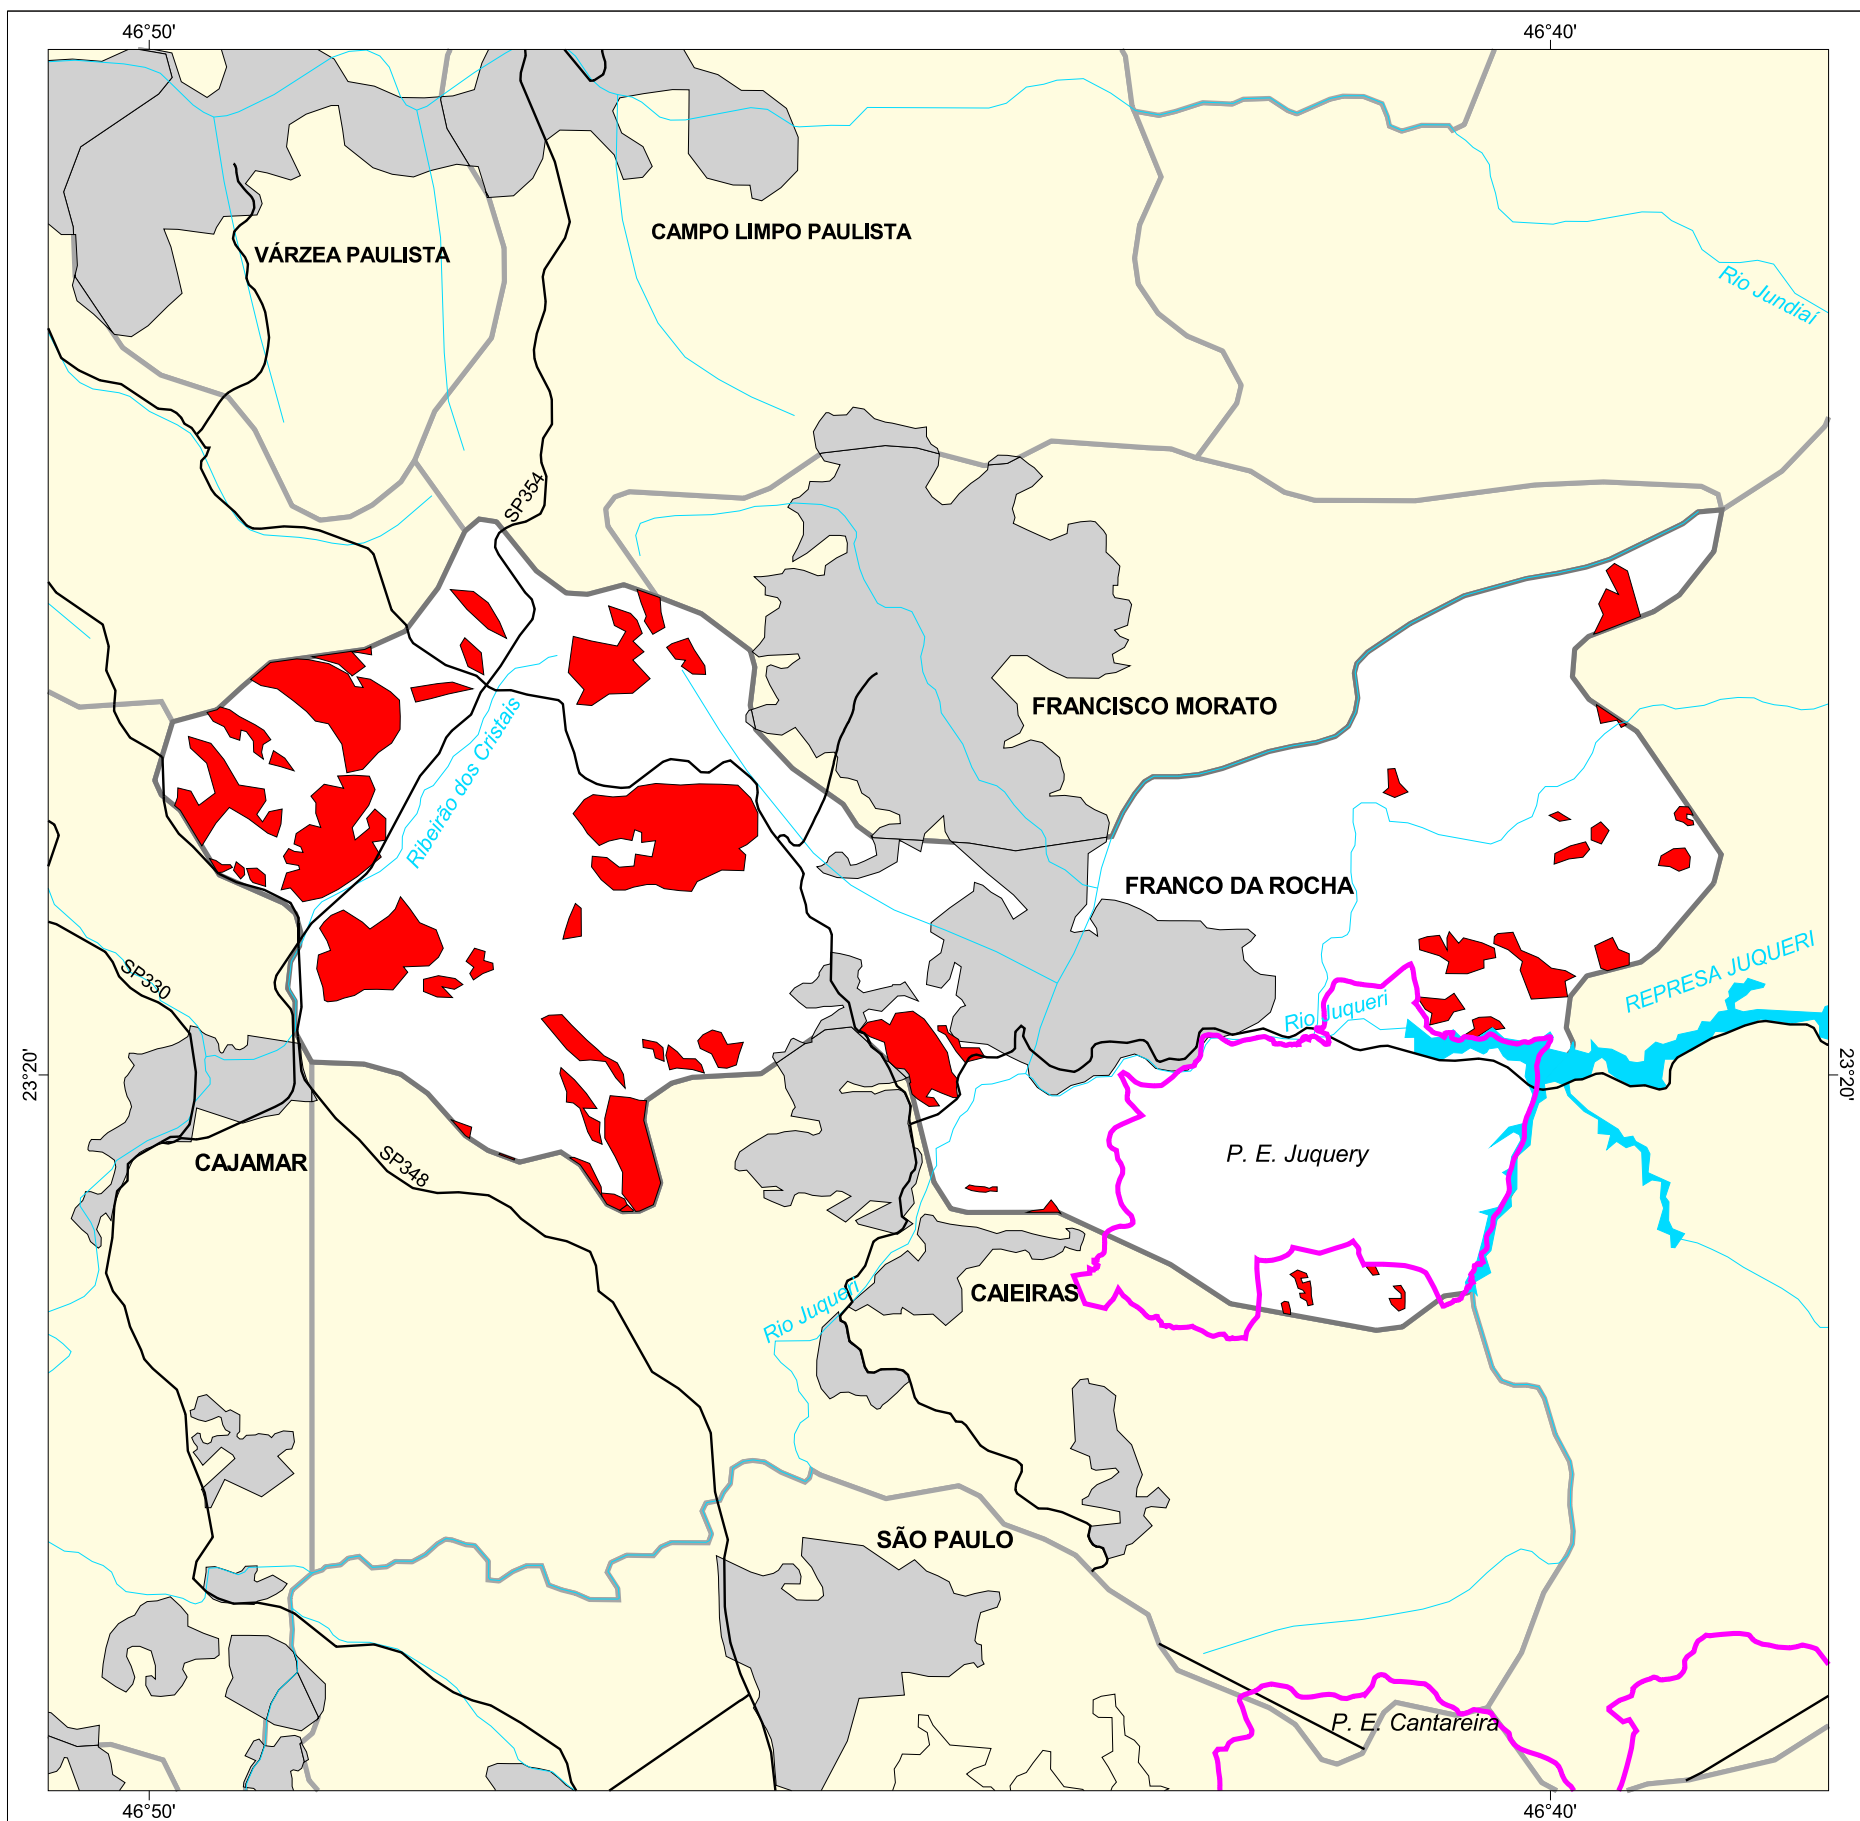 46°50' 46°40'
CAMPO LIMPO PAULISTA
VÁRZEA PAULISTA
Rio Jundiaí
SP354
FRANCISCO MORATO
Ribeirão dos Cristais
FRANCO DA ROCHA
REPRESA JUQUERI
SP330
Rio Juqueri
23°20' 23°20'
P. E. Juquery
CAJAMAR
SP348
CAIEIRAS
Rio Juqueri
SÃO PAULO
P. E. Cantareira
46°50' 46°40'